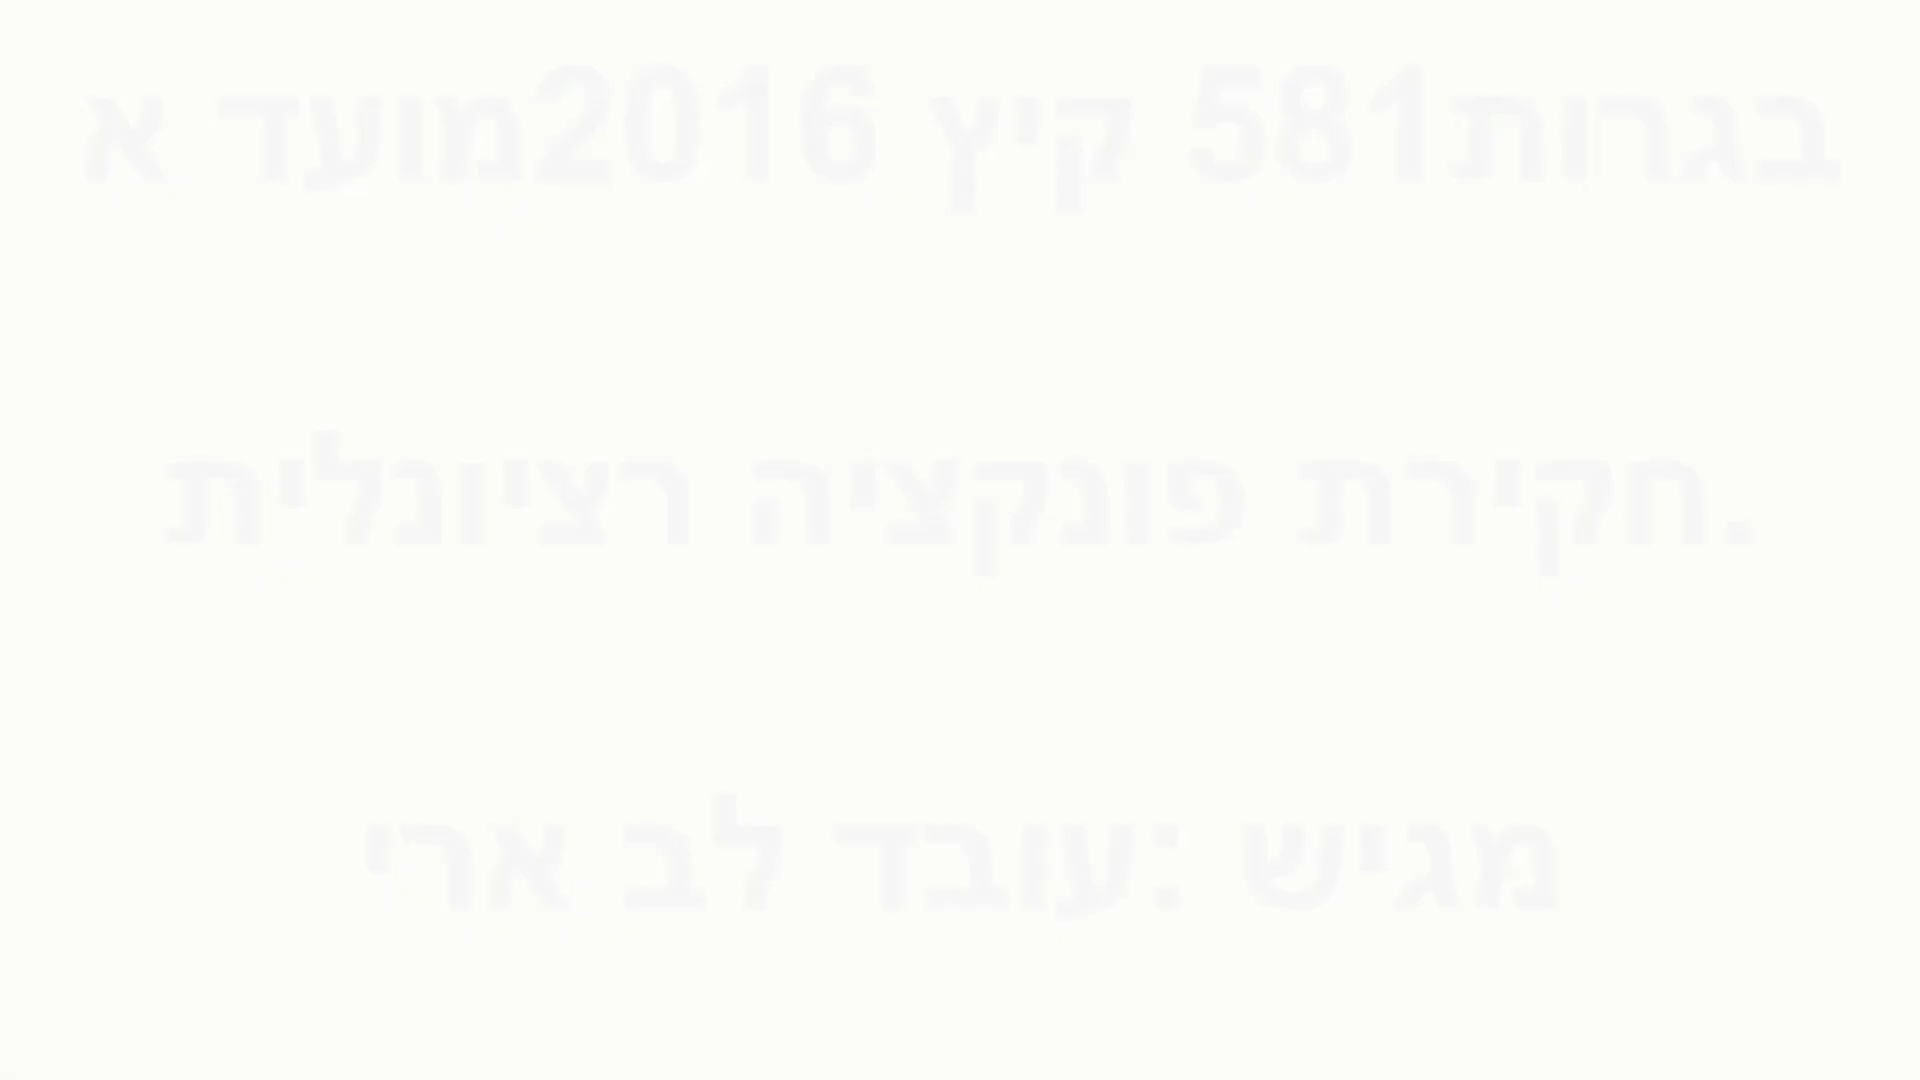 בגרות581 קיץ 2016מועד א
חקירת פונקציה רציונלית.
מגיש :עובד לב ארי